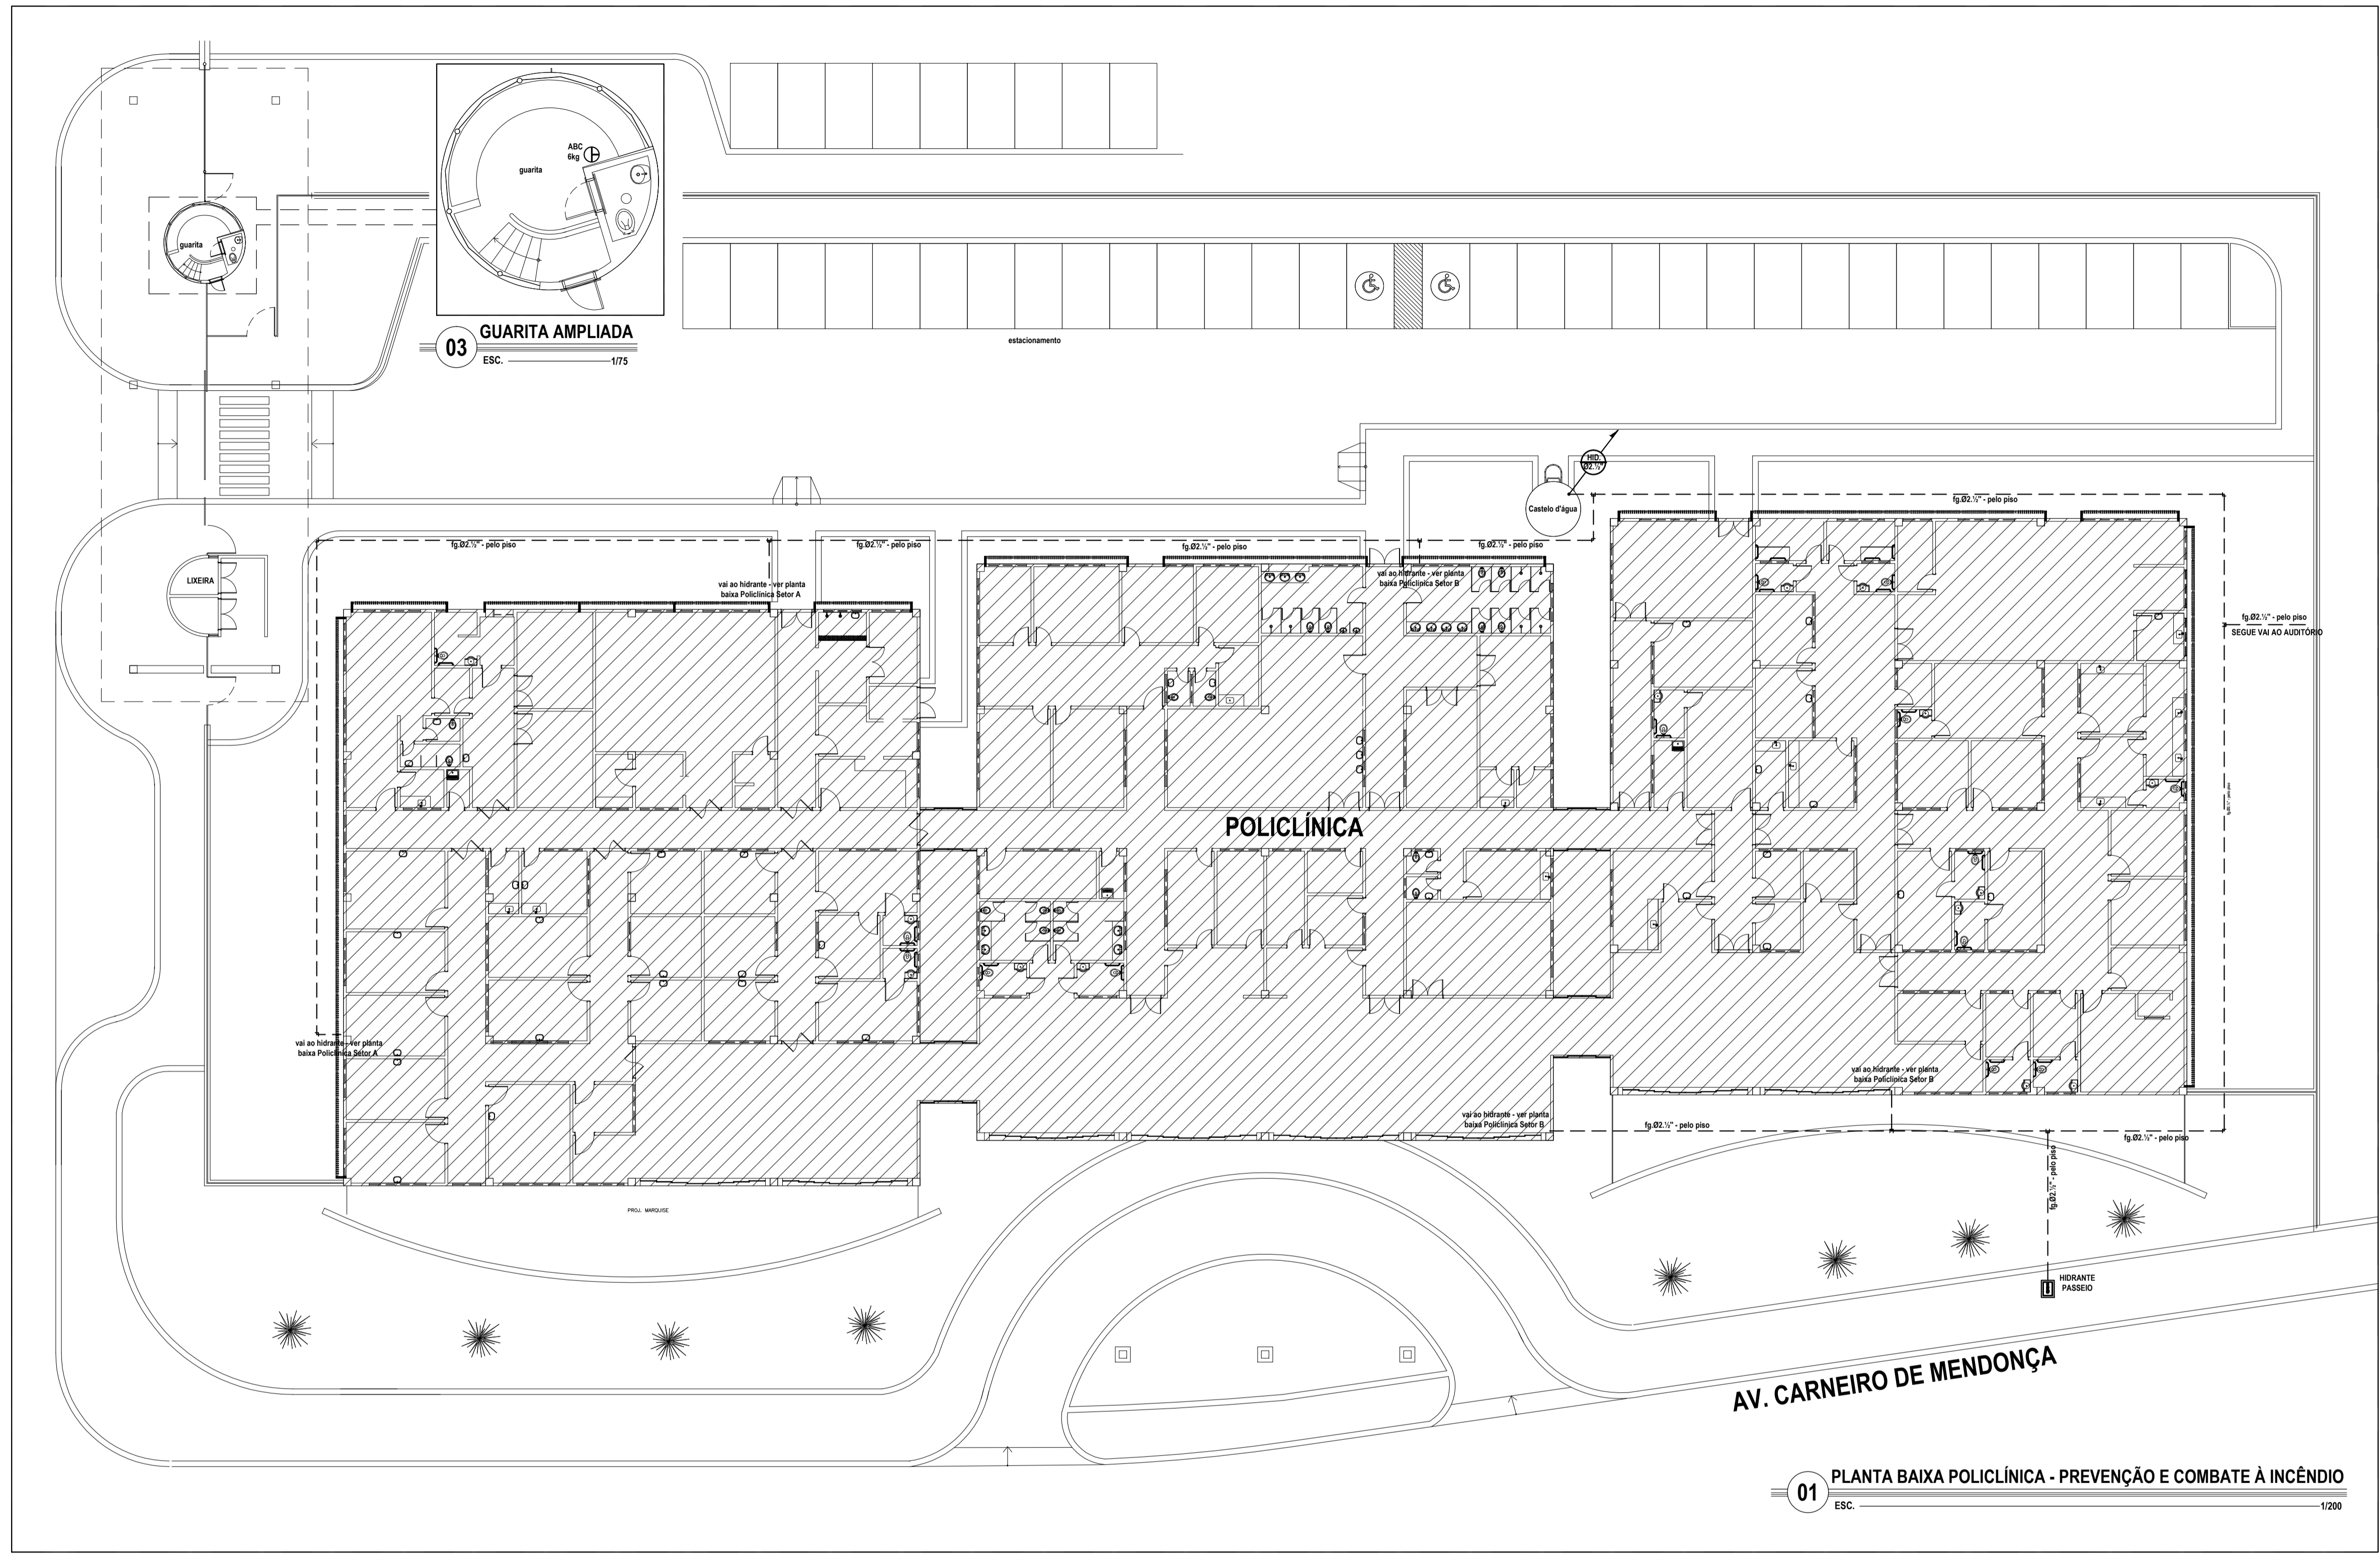 ABC
6kg
guarita
guarita
03
GUARITA AMPLIADA
ESC.
1/75
estacionamento
HID.
Ø2.½"
Castelo d'água
fg.Ø2.½" - pelo piso
fg.Ø2.½" - pelo piso
fg.Ø2.½" - pelo piso
fg.Ø2.½" - pelo piso
fg.Ø2.½" - pelo piso
vai ao hidrante - ver planta
baixa Policlínica Setor A
vai ao hidrante - ver planta
baixa Policlínica Setor B
LIXEIRA
fg.Ø2.½" - pelo piso
SEGUE VAI AO AUDITÓRIO
fg.Ø2.½" - pelo piso
POLICLÍNICA
vai ao hidrante - ver planta
baixa Policlínica Setor A
vai ao hidrante - ver planta
baixa Policlínica Setor B
vai ao hidrante - ver planta
baixa Policlínica Setor B
fg.Ø2.½" - pelo piso
fg.Ø2.½" - pelo piso
fg.Ø2.½" - pelo piso
PROJ. MARQUISE
HIDRANTE
PASSEIO
AV. CARNEIRO DE MENDONÇA
01
PLANTA BAIXA POLICLÍNICA - PREVENÇÃO E COMBATE À INCÊNDIO
ESC.
1/200